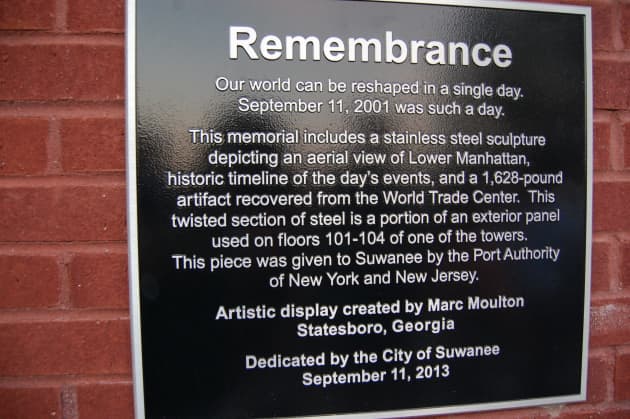 Remembrance
Our world can be reshaped in a single day.
September 11, 2001 was such a day.
This memorial includes a stainless steel sculpture
depicting an aerial view of Lower Manhattan,
historic timeline of the day's events, and a 1,628-pound
artifact recovered from the World Trade Center. This
twisted section of steel is a portion of an exterior panel
used on floors 101-104 of one of the towers.
This piece was given to Suwanee by the Port Authority
of New York and New Jersey.
Artistic display created by Marc Moulton
Statesboro, Georgia
Dedicated by the City of Suwanee
September 11, 2013